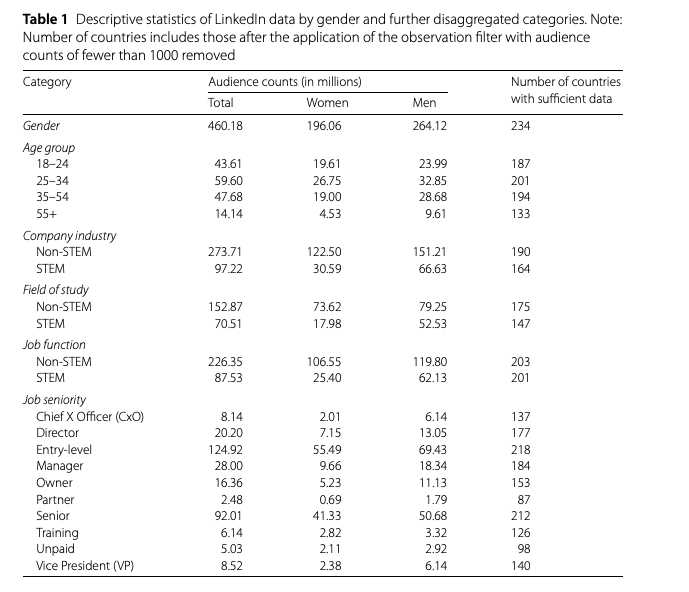 Table 1 Descriptive statistics of LinkedIn data by gender and further disaggregated categories. Note:
Number of countries includes those after the application of the observation filter with audience
counts of fewer than 1000 removed
Category Audience counts (in millions) Number of countries
Total Women Men with sufficient data
Gender 460.18 196.06 264.12 234
Age group
18–24 43.61 19.61 23.99 187
25–34 59.60 26.75 32.85 201
35–54 47.68 19.00 28.68 194
55+ 14.14 4.53 9.61 133
Company industry
Non-STEM 273.71 122.50 151.21 190
STEM 97.22 30.59 66.63 164
Field of study
Non-STEM 152.87 73.62 79.25 175
STEM 70.51 17.98 52.53 147
Job function
Non-STEM 226.35 106.55 119.80 203
STEM 87.53 25.40 62.13 201
Job seniority
Chief X Officer (CxO) 8.14 2.01 6.14 137
Director 20.20 7.15 13.05 177
Entry-level 124.92 55.49 69.43 218
Manager 28.00 9.66 18.34 184
Owner 16.36 5.23 11.13 153
Partner 2.48 0.69 1.79 87
Senior 92.01 41.33 50.68 212
Training 6.14 2.82 3.32 126
Unpaid 5.03 2.11 2.92 98
Vice President (VP) 8.52 2.38 6.14 140